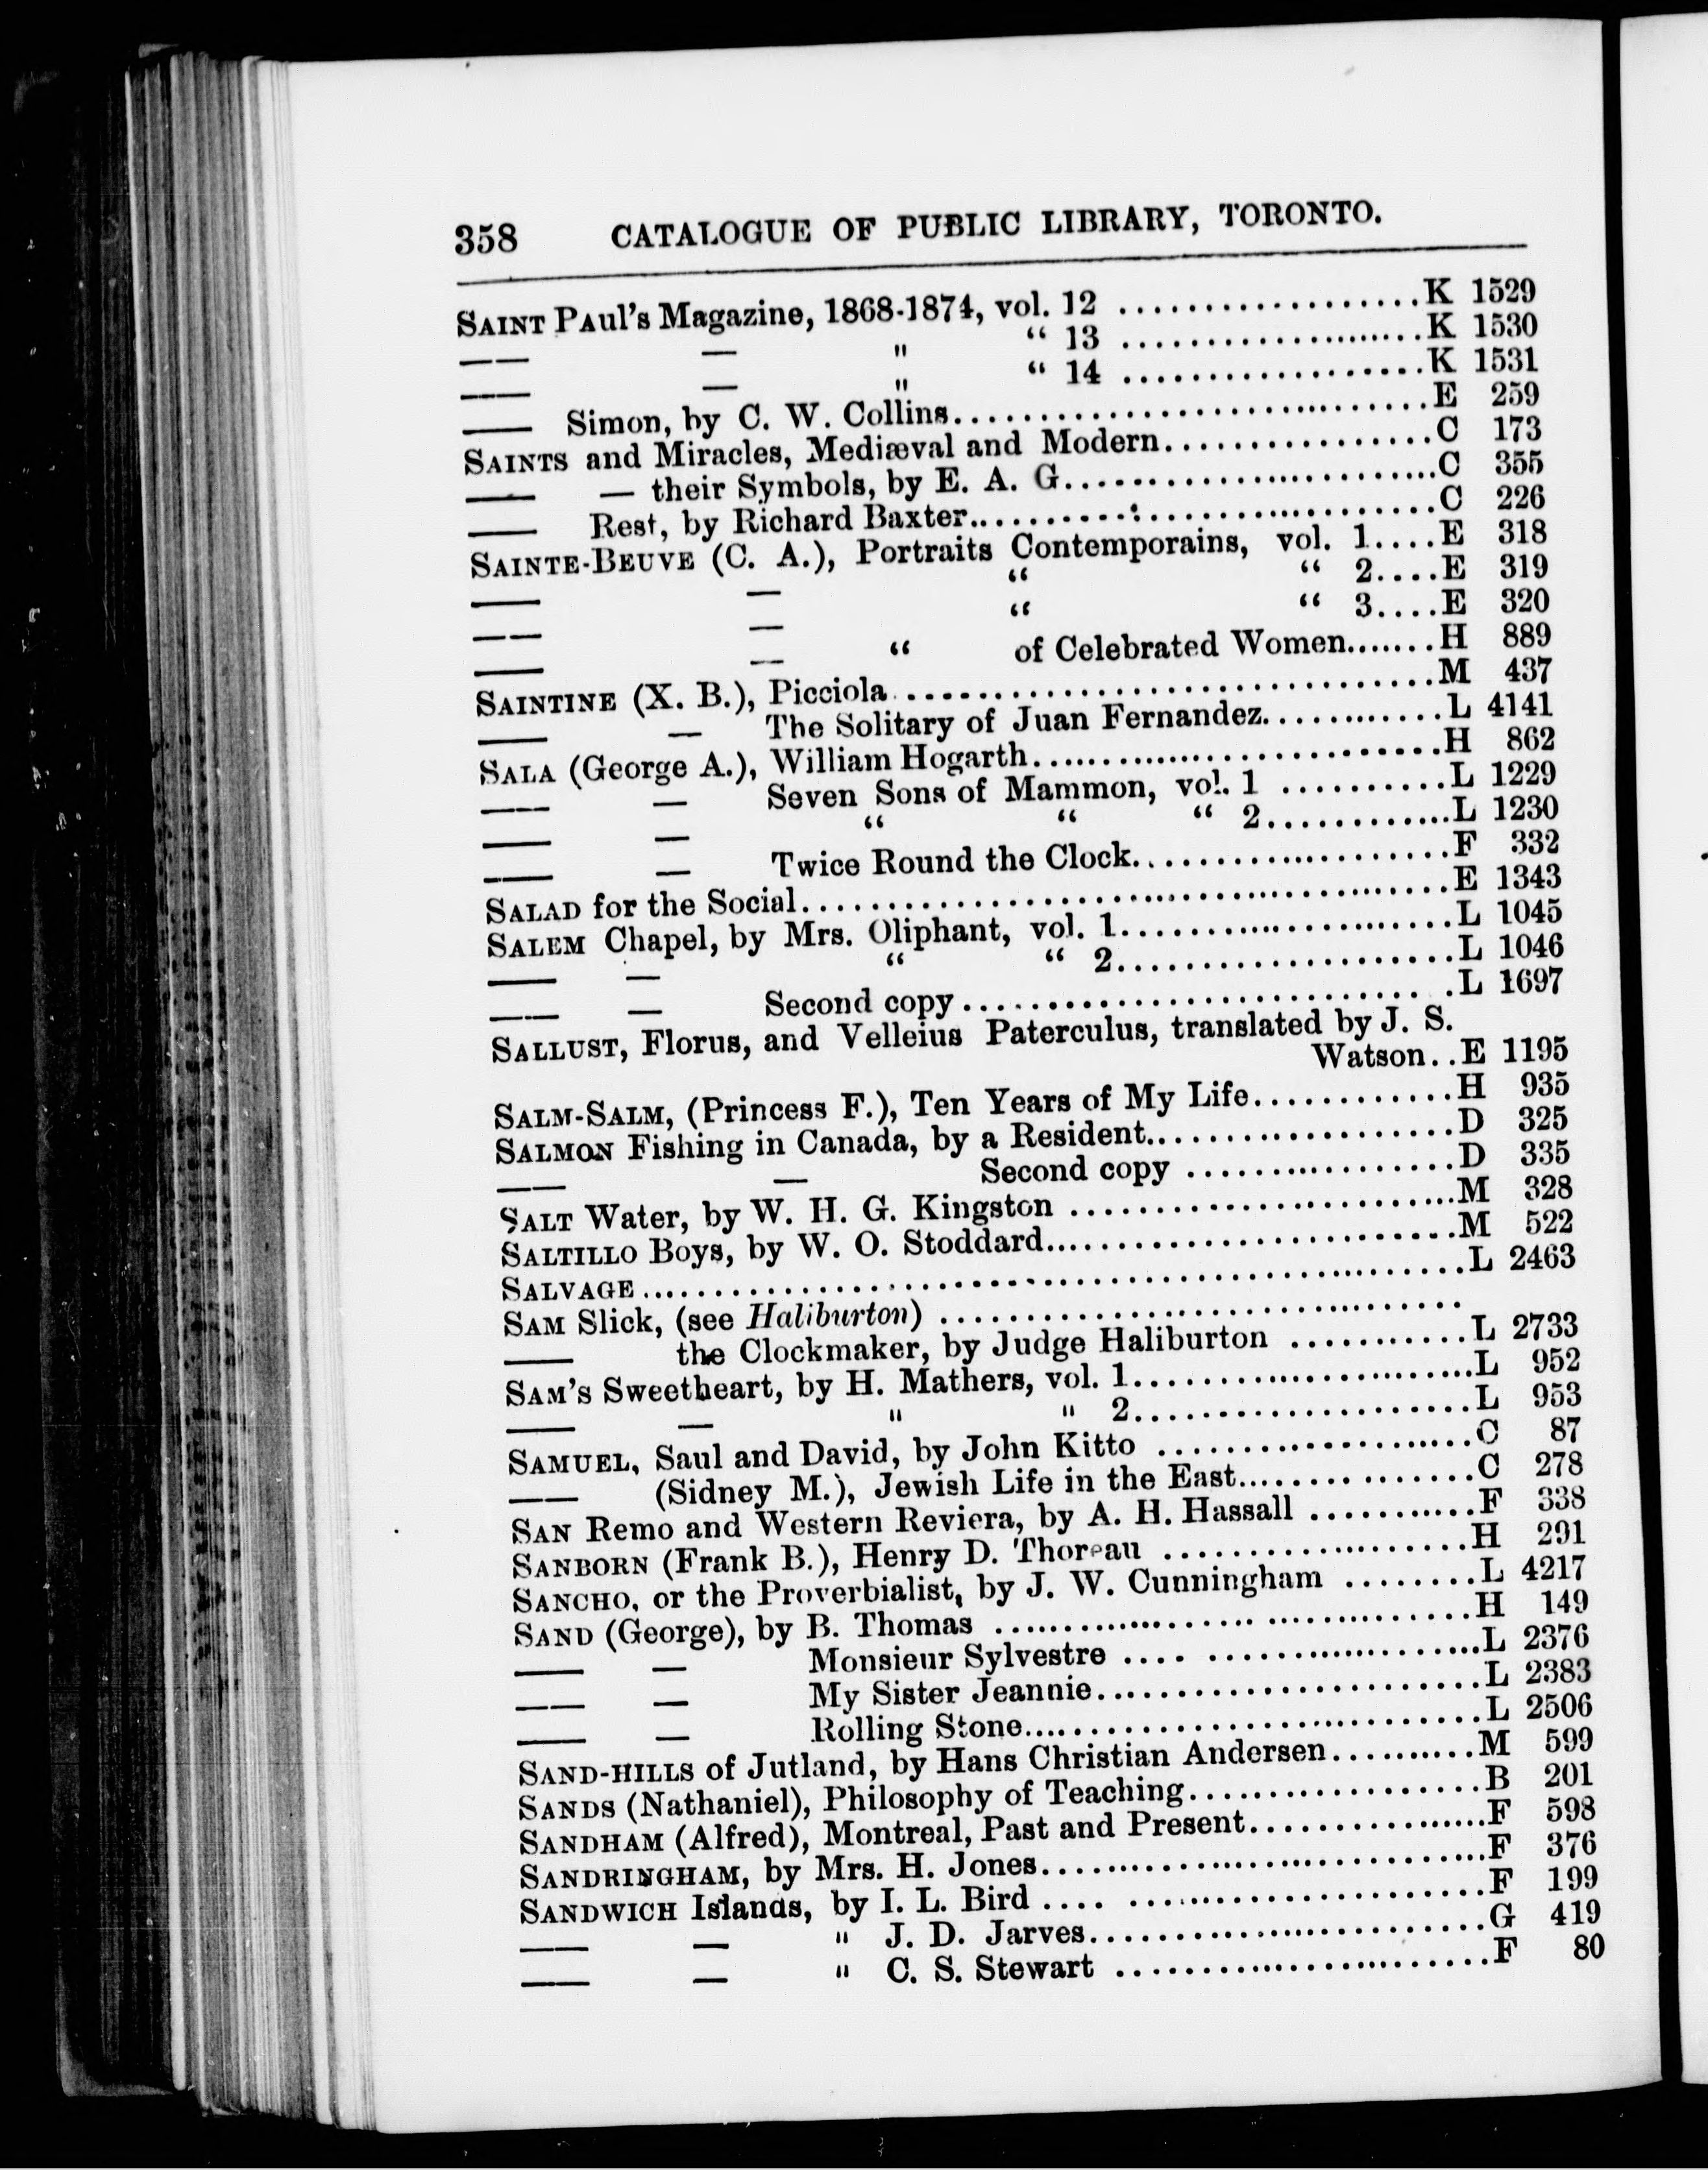 358 CATALOGUE OF PUBLIC LIBRARY, TORONTO.
SAINT PAul's Magazine, 1868-1874, vol. 12 ....................K 1529
—— — " “ 13 ......................K 1530
—— — " “ 14 ....................K 1531
—— Simon, by C. W. Collins.................................E 259
SAINTS and Miracles, Mediæval and Modern..................C 173
—— — their Symbols, by E. A. G..........................C 355
—— Rest, by Richard Baxter.................................C 226
SAINTE-BEUVE (C. A.), Portraits Contemporains, vol. 1....E 318
—— — “ “ 2....E 319
—— — “ “ 3....E 320
—— — “ of Celebrated Women.......H 889
SAINTINE (X. B.), Picciola..................................M 437
—— — The Solitary of Juan Fernandez.............L 4141
SALA (George A.), William Hogarth............................H 862
—— — Seven Sons of Mammon, vol. 1 ..........L 1229
—— — “ “ “ 2.............L 1230
—— — Twice Round the Clock.....................F 332
SALAD for the Social...........................................E 1343
SALEM Chapel, by Mrs. Oliphant, vol. 1......................L 1045
—— — “ “ 2......................L 1046
—— — Second copy.............................L 1697
SALLUST, Florus, and Velleius Paterculus, translated by J. S.
Watson..E 1195
SALM-SALM, (Princess F.), Ten Years of My Life.............H 935
SALMON Fishing in Canada, by a Resident....................D 325
—— — Second copy ..................D 335
SALT Water, by W. H. G. Kingston ..........................M 328
SALTILLO Boys, by W. O. Stoddard............................M 522
SALVAGE.......................................................L 2463
SAM Slick, (see Haliburton) ...................................
—— the Clockmaker, by Judge Haliburton ............L 2733
SAM'S Sweetheart, by H. Mathers, vol. 1.......................L 952
—— — " " 2......................L 953
SAMUEL, Saul and David, by John Kitto .....................C 87
—— (Sidney M.), Jewish Life in the East.................C 278
SAN Remo and Western Reviera, by A. H. Hassall ...........F 338
SANBORN (Frank B.), Henry D. Thoreau .....................H 291
SANCHO, or the Proverbialist, by J. W. Cunningham ........L 4217
SAND (George), by B. Thomas ................................H 149
—— — Monsieur Sylvestre .... ....................L 2376
—— — My Sister Jeannie..........................L 2383
—— — Rolling Stone...............................L 2506
SAND-HILLS of Jutland, by Hans Christian Andersen..........M 599
SANDS (Nathaniel), Philosophy of Teaching...................B 201
SANDHAM (Alfred), Montreal, Past and Present...............F 598
SANDRINGHAM, by Mrs. H. Jones..............................F 376
SANDWICH Islands, by I. L. Bird .... ........................F 199
—— — " J. D. Jarves...........................G 419
—— — " C. S. Stewart .........................F 80